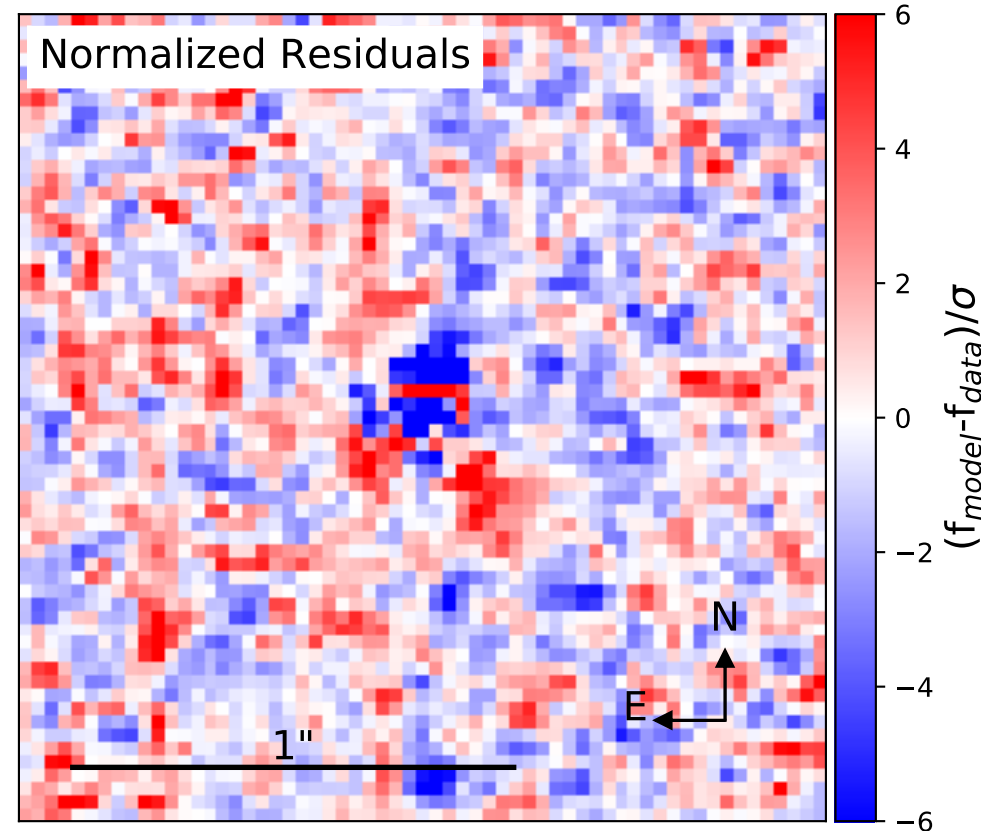 Normalized Residuals
6
4
2
0
−2
−4
−6
(f_model-f_data)/σ
N
E
1"